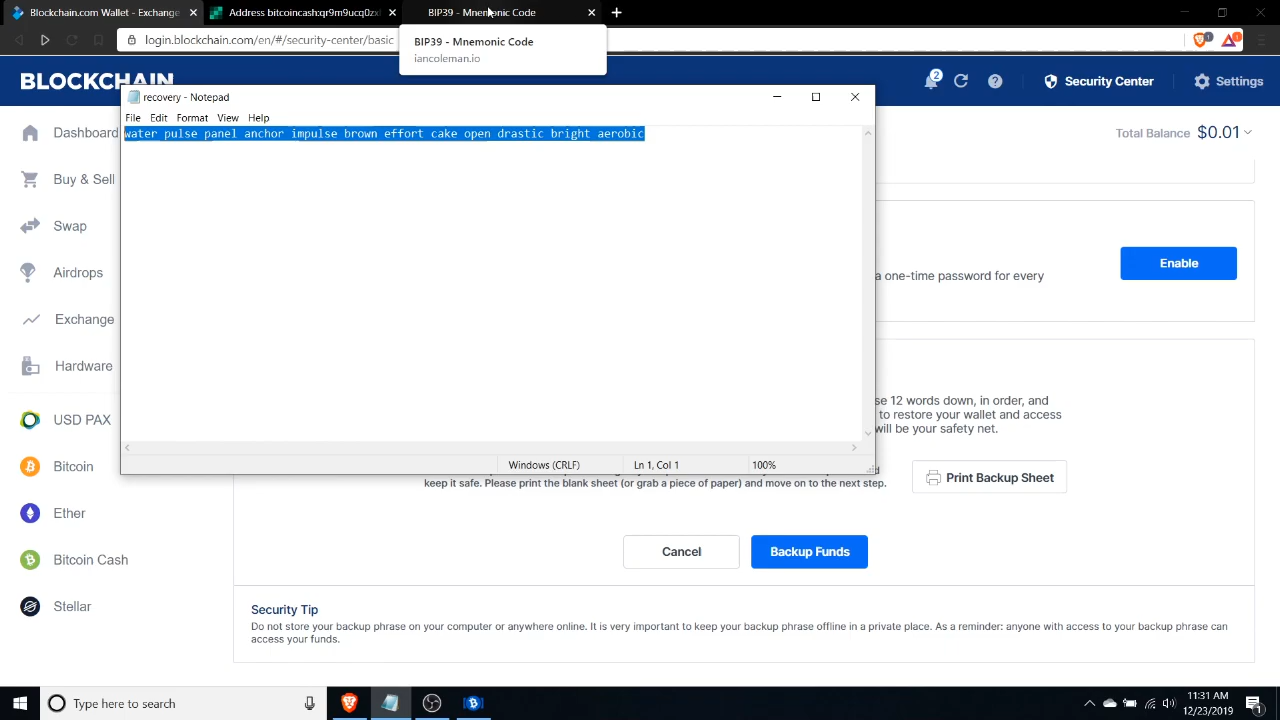 Blockchain.com Wallet - Exchange
Address bitcoincash:qr9m9ucq0zx
BIP39 - Mnemonic Code
login.blockchain.com/en/#/security-center/basic
BIP39 - Mnemonic Code
iancoleman.io
BLOCKCHAIN
2
Security Center
Settings
recovery - Notepad
File Edit Format View Help
water pulse panel anchor impulse brown effort cake open drastic bright aerobic
Dashboard
Total Balance $0.01
Buy & Sell
Swap
Airdrops
Exchange
Hardware
USD PAX
Bitcoin
Ether
Bitcoin Cash
Stellar
a one-time password for every
Enable
se 12 words down, in order, and
to restore your wallet and access
will be your safety net.
Windows (CRLF)
Ln 1, Col 1
100%
keep it safe. Please print the blank sheet (or grab a piece of paper) and move on to the next step.
Print Backup Sheet
Cancel
Backup Funds
Security Tip
Do not store your backup phrase on your computer or anywhere online. It is very important to keep your backup phrase offline in a private place. As a reminder: anyone with access to your backup phrase can
access your funds.
Type here to search
11:31 AM
12/23/2019